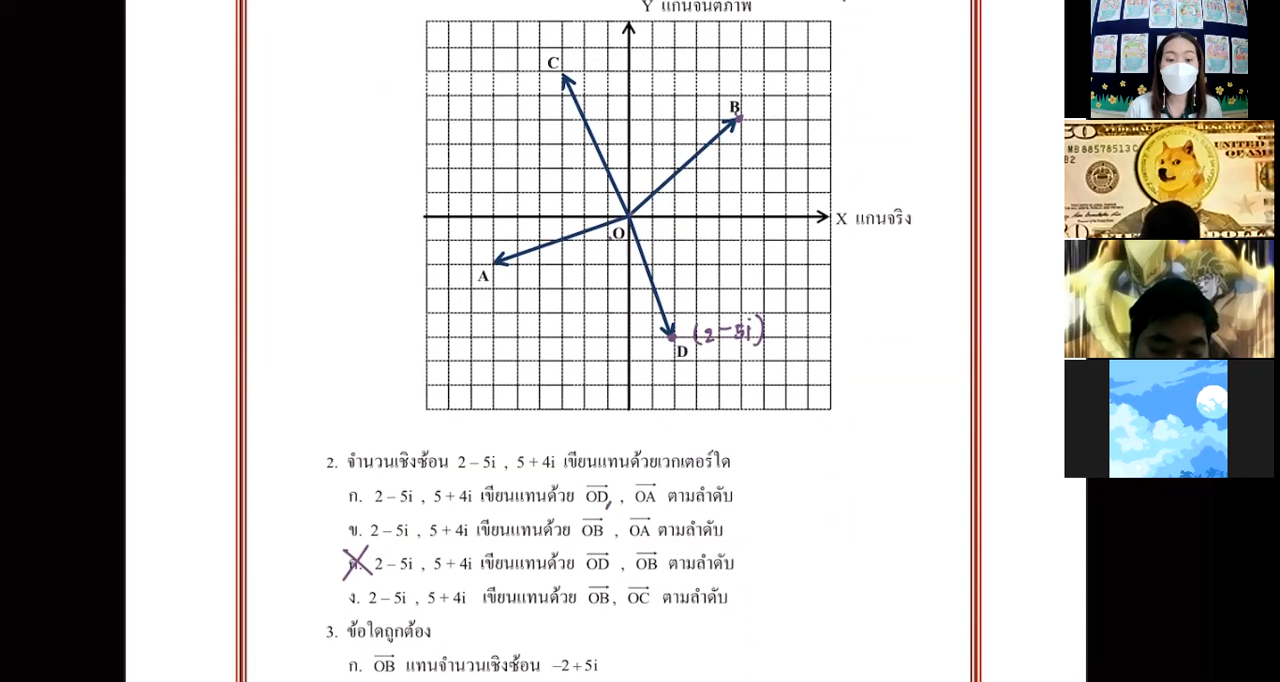 Y แกนจินตภาพ
C
B
X แกนจริง
O
A
(2-5i)
D
2. จำนวนเชิงซ้อน 2 – 5i , 5 + 4i เขียนแทนด้วยเวกเตอร์ใด
ก. 2 – 5i , 5 + 4i เขียนแทนด้วย OD, , OA ตามลำดับ
ข. 2 – 5i , 5 + 4i เขียนแทนด้วย OB , OA ตามลำดับ
ค. 2 – 5i , 5 + 4i เขียนแทนด้วย OD , OB ตามลำดับ
ง. 2 – 5i , 5 + 4i เขียนแทนด้วย OB , OC ตามลำดับ
3. ข้อใดถูกต้อง
ก. OB แทนจำนวนเชิงซ้อน –2 + 5i
MB 88578513C
B2
UNITED